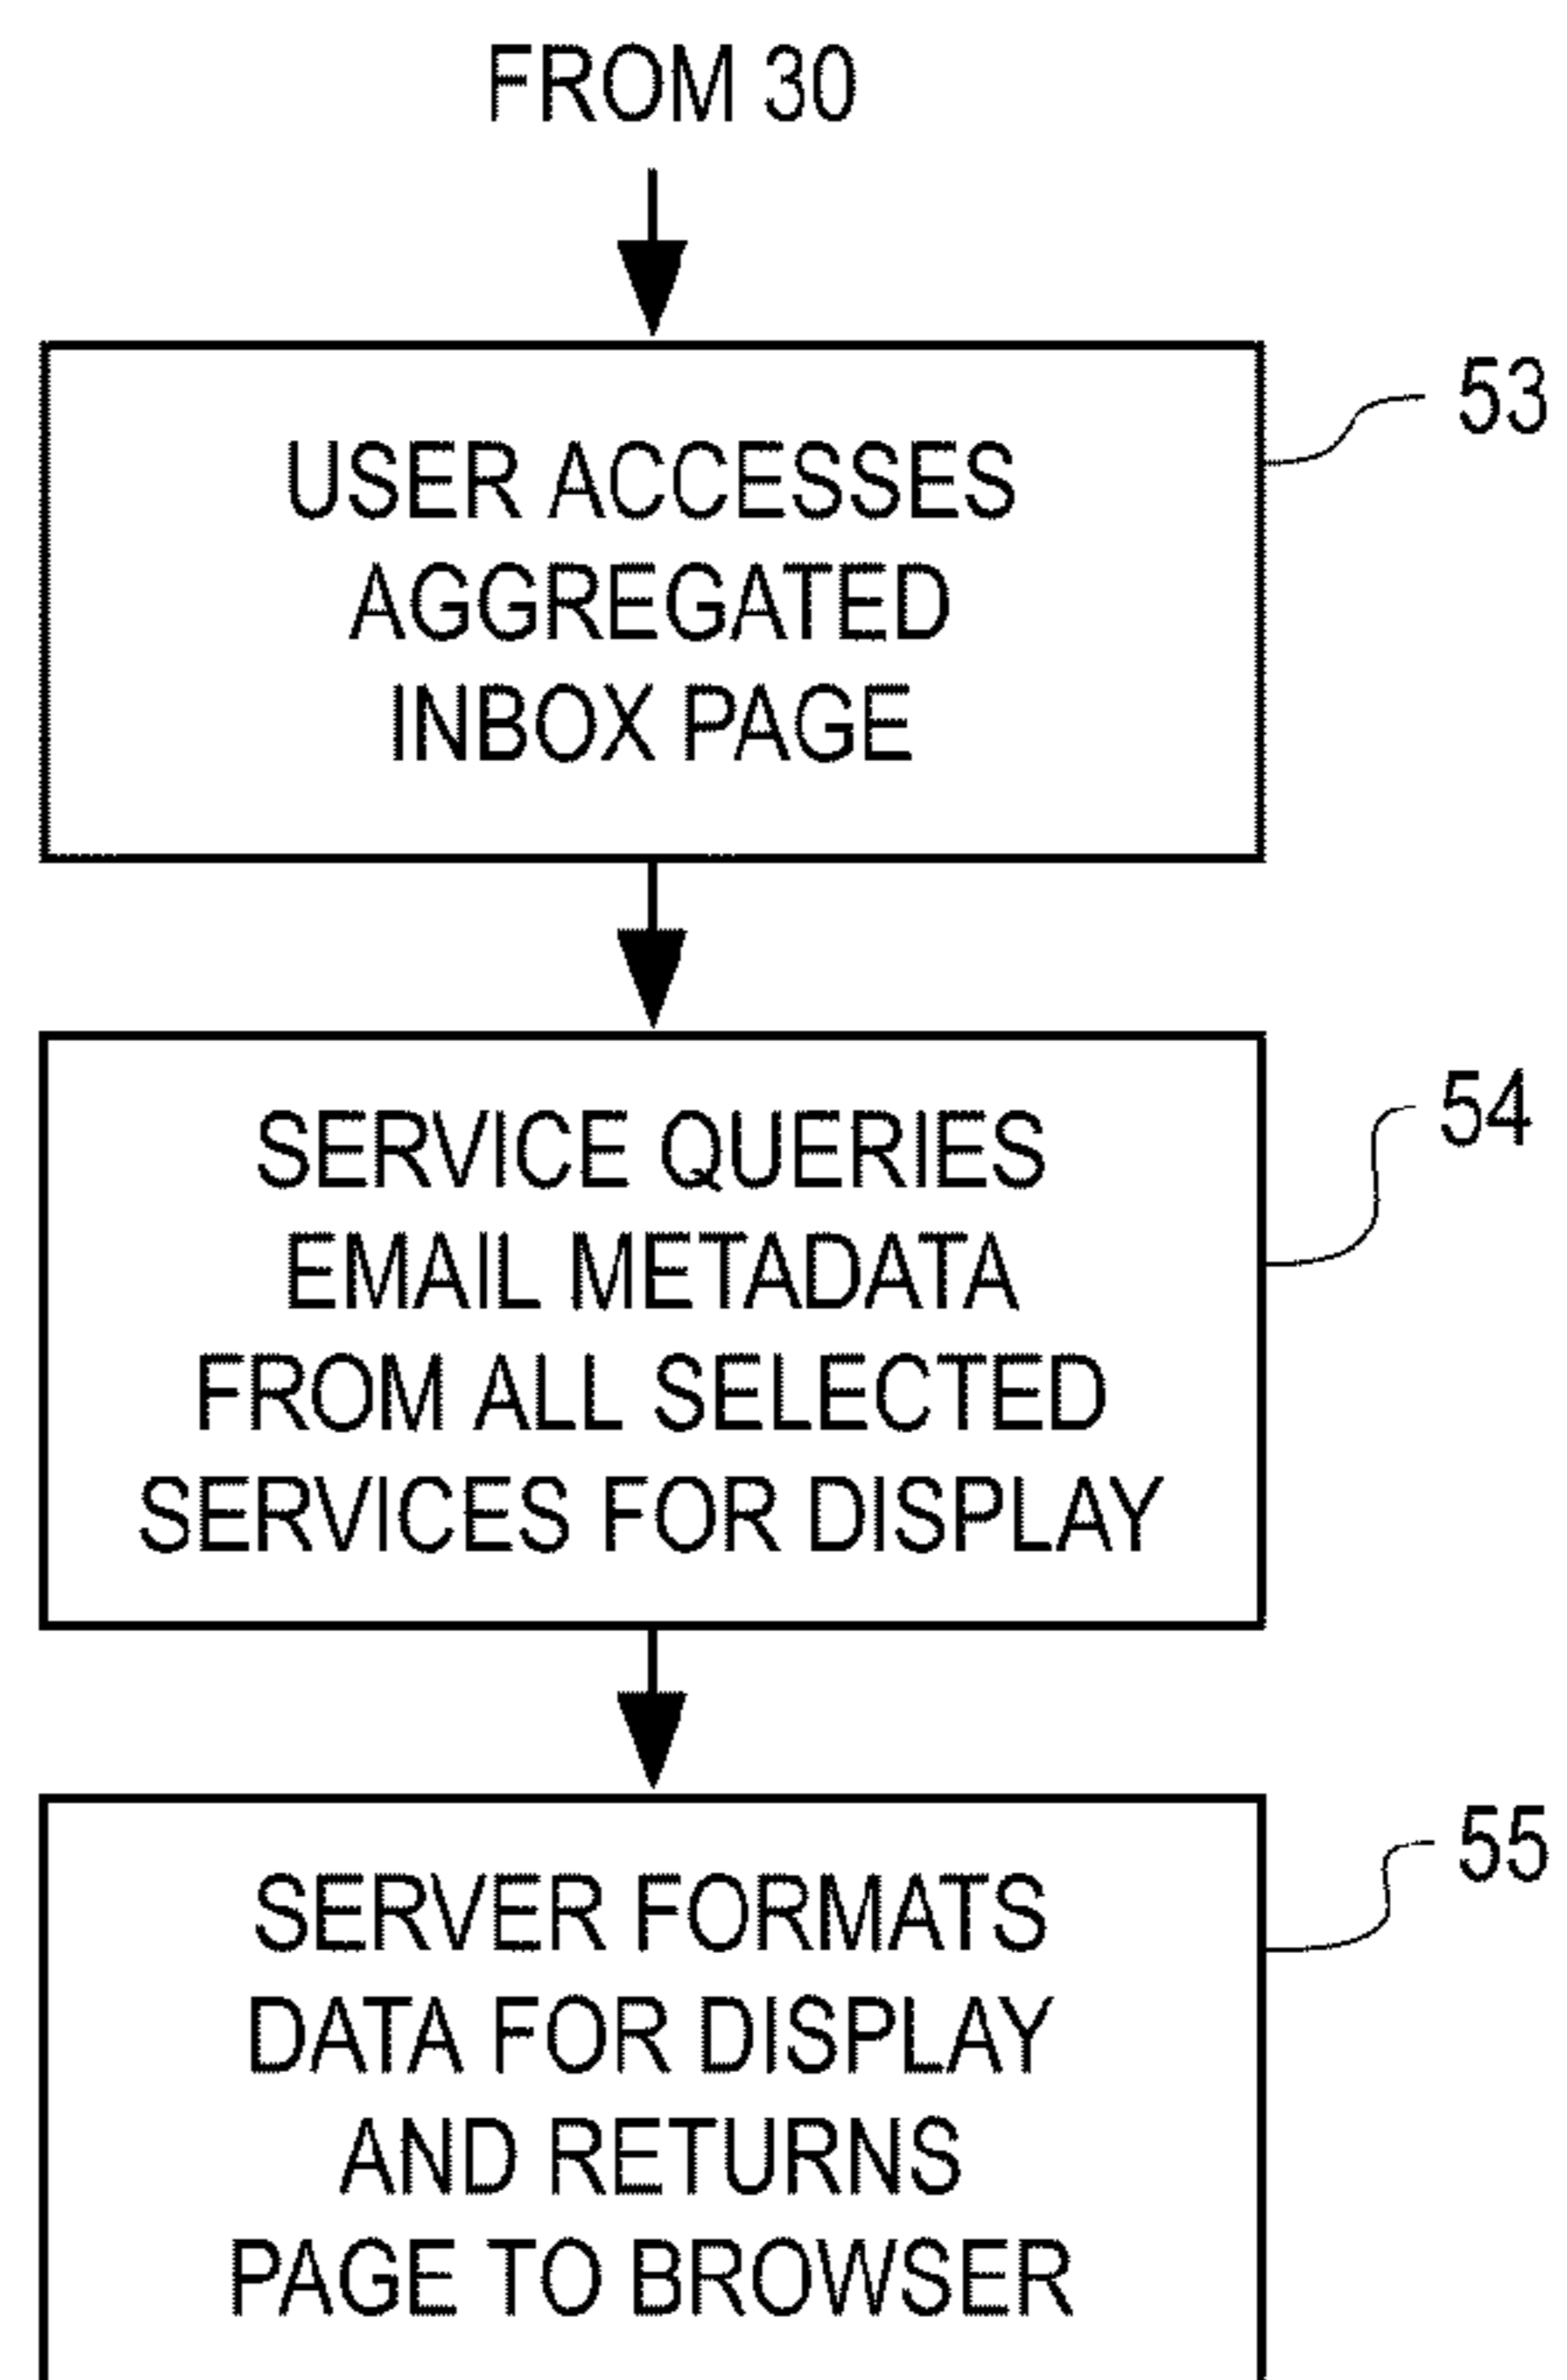 FROM 30
53
USER ACCESSES
AGGREGATED
INBOX PAGE
54
SERVICE QUERIES
EMAIL METADATA
FROM ALL SELECTED
SERVICES FOR DISPLAY
55
SERVER FORMATS
DATA FOR DISPLAY
AND RETURNS
PAGE TO BROWSER